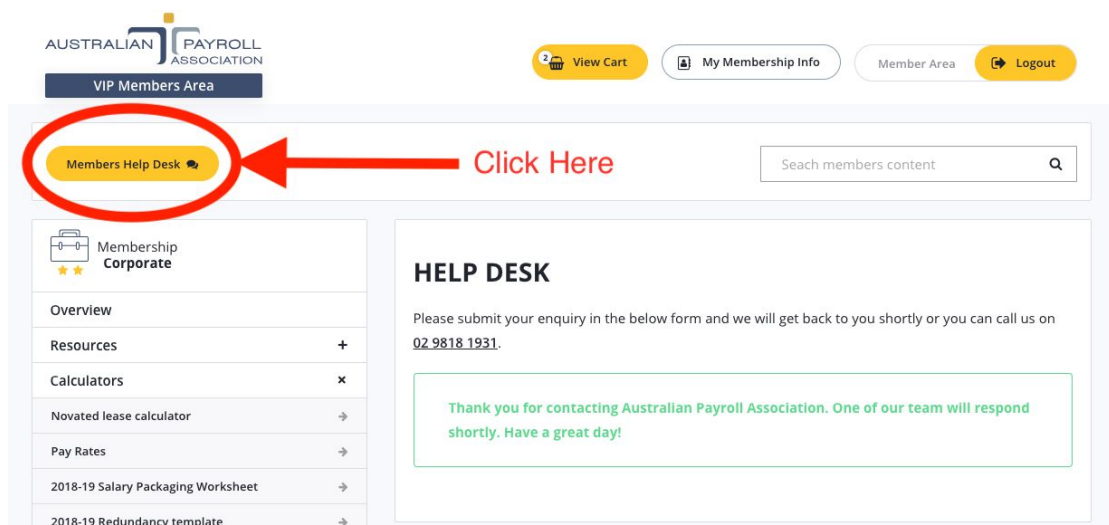 AUSTRALIAN PAYROLL
ASSOCIATION
VIP Members Area
2 View Cart
My Membership Info
Member Area
Logout
Members Help Desk
Click Here
Seach members content
Membership
Corporate
Overview
Resources +
Calculators ×
Novated lease calculator
Pay Rates
2018-19 Salary Packaging Worksheet
2018-19 Redundancy template
HELP DESK
Please submit your enquiry in the below form and we will get back to you shortly or you can call us on
02 9818 1931.
Thank you for contacting Australian Payroll Association. One of our team will respond
shortly. Have a great day!